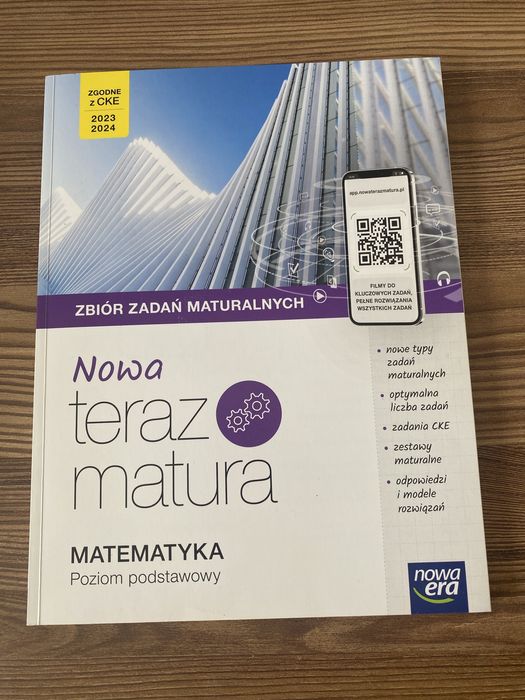 ZGODNE
z CKE
2023
2024
app.nowaterazmatura.pl
FILMY DO
KLUCZOWYCH ZADAŃ,
PEŁNE ROZWIĄZANIA
WSZYSTKICH ZADAŃ
ZBIÓR ZADAŃ MATURALNYCH
Nowa
teraz
matura
• nowe typy
zadań
maturalnych
• optymalna
liczba zadań
• zadania CKE
• zestawy
maturalne
• odpowiedzi
i modele
rozwiązań
MATEMATYKA
Poziom podstawowy
nowa
era